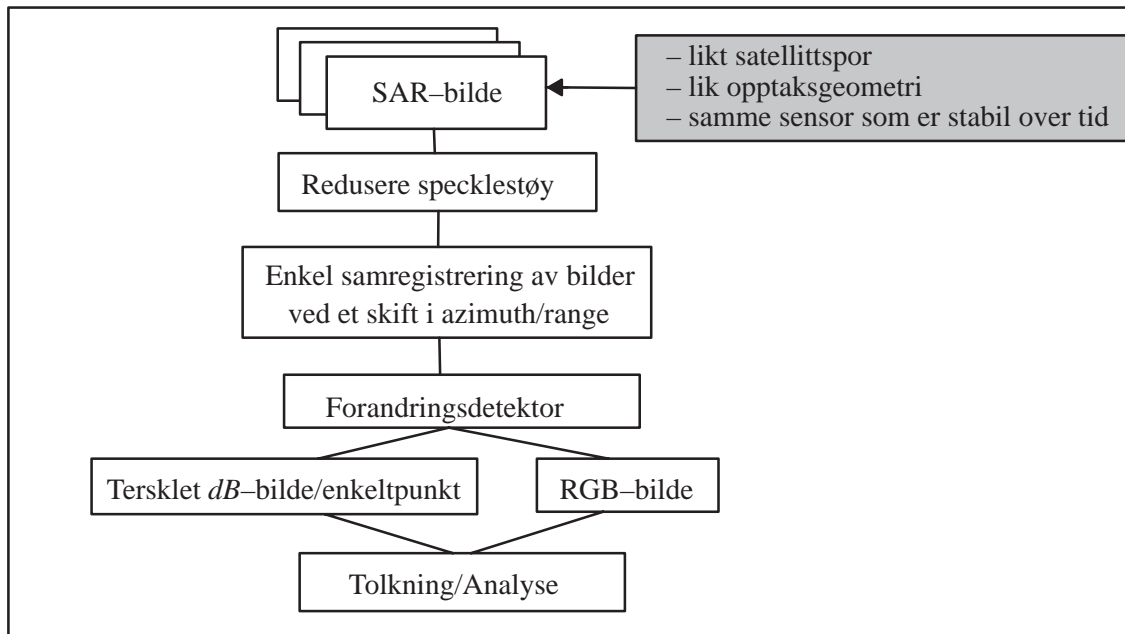 SAR–bilde
– likt satellittspor
– lik opptaksgeometri
– samme sensor som er stabil over tid
Redusere specklestøy
Enkel samregistrering av bilder
ved et skift i azimuth/range
Forandringsdetektor
Tersklet dB–bilde/enkeltpunkt
RGB–bilde
Tolkning/Analyse